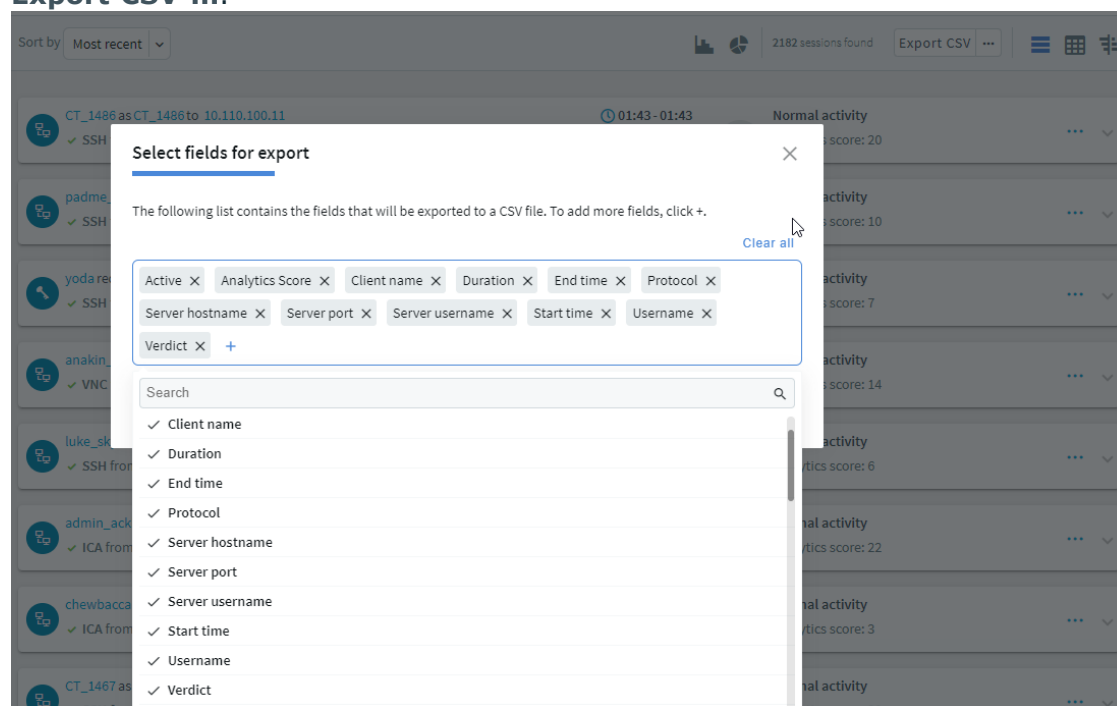 Export CSV
Sort by Most recent 2182 sessions found Export CSV
CT_1486 as CT_1486 to 10.110.100.11 01:43 - 01:43 Normal activity
SSH score: 20
Select fields for export
padme_ activity
The following list contains the fields that will be exported to a CSV file. To add more fields, click +.
SSH score: 10
Clear all
yoda activity
Active Analytics Score Client name Duration End time Protocol
SSH score: 7
Server hostname Server port Server username Start time Username
Verdict +
anakin_ activity
VNC score: 14
Search
Client name
luke_sk activity
Duration
SSH from score: 6
End time
Protocol
admin_ack activity
Server hostname
ICA from score: 22
Server port
Server username
chewbacca activity
Start time
ICA from score: 3
Username
CT_1467 as activity
Verdict